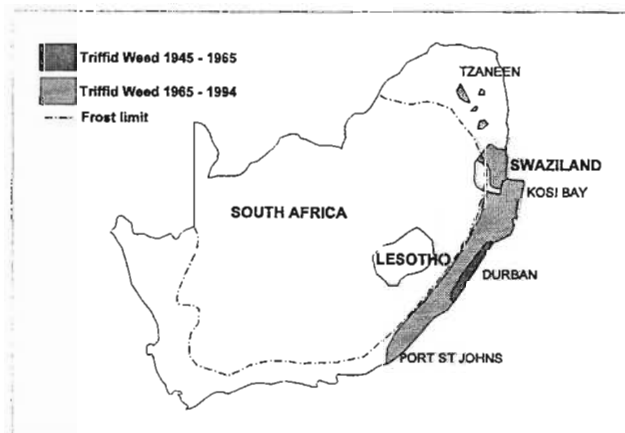 Triffid Weed 1945 - 1965
Triffid Weed 1965 - 1994
Frost limit
TZANEEN
SWAZILAND
KOSI BAY
SOUTH AFRICA
LESOTHO
DURBAN
PORT ST JOHNS